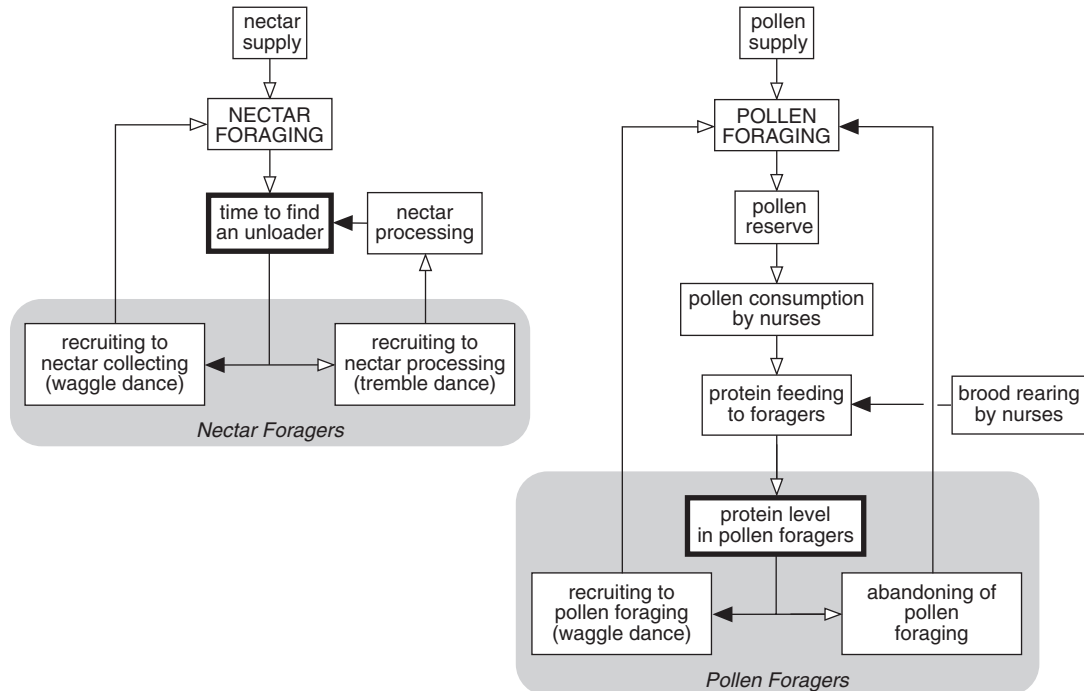 nectar
supply
NECTAR
FORAGING
time to find
an unloader
nectar
processing
recruiting to
nectar collecting
(waggle dance)
recruiting to
nectar processing
(tremble dance)
Nectar Foragers
pollen
supply
POLLEN
FORAGING
pollen
reserve
pollen consumption
by nurses
protein feeding
to foragers
brood rearing
by nurses
protein level
in pollen foragers
recruiting to
pollen foraging
(waggle dance)
abandoning of
pollen
foraging
Pollen Foragers